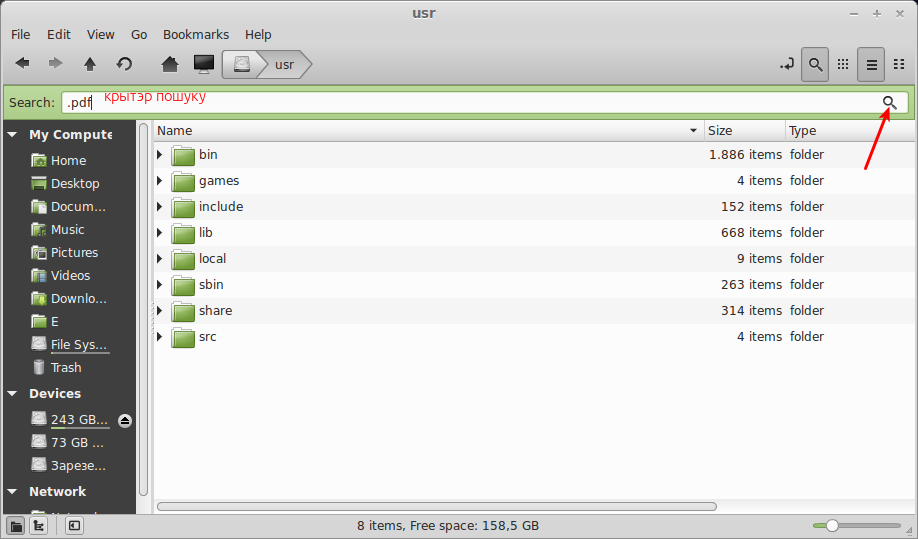 usr
File Edit View Go Bookmarks Help
usr
Search: .pdf крытэр пошуку
Name Size Type
My Compute
Home
Desktop
Docum...
Music
Pictures
Videos
Downlo...
E
File Sys...
Trash
Devices
243 GB...
73 GB ...
Зарезе...
Network
bin 1.886 items folder
games 4 items folder
include 152 items folder
lib 668 items folder
local 9 items folder
sbin 263 items folder
share 314 items folder
src 4 items folder
8 items, Free space: 158,5 GB